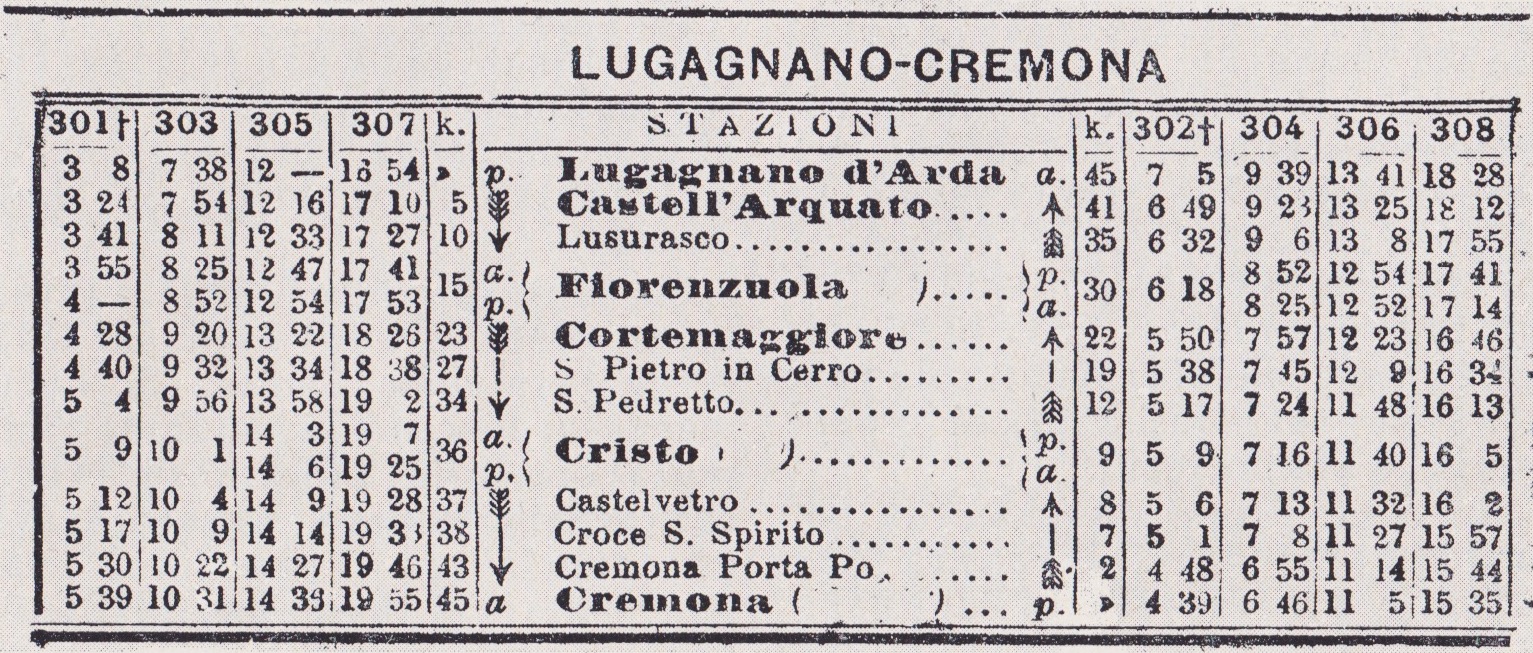 LUGAGNANO-CREMONA
301† 303 305 307 k. STAZIONI k. 302† 304 306 308
3 8 7 38 12 — 16 54 » p. Lugagnano d'Arda a. 45 7 5 9 39 13 41 18 28
3 24 7 54 12 16 17 10 5 Castell'Arquato..... 41 6 49 9 23 13 25 18 12
3 41 8 11 12 33 17 27 10 Lusurasco.................. 35 6 32 9 6 13 8 17 55
3 55 8 25 12 47 17 41 15 a. Fiorenzuola ..... p. 30 6 18 8 52 12 54 17 41
4 — 8 52 12 54 17 53 p. a. 8 25 12 52 17 14
4 28 9 20 13 22 18 26 23 Cortemaggiore...... 22 5 50 7 57 12 23 16 46
4 40 9 32 13 34 18 38 27 S Pietro in Cerro......... 19 5 38 7 45 12 9 16 34
5 4 9 56 13 58 19 2 34 S. Pedretto................ 12 5 17 7 24 11 48 16 13
5 9 10 1 14 3 19 7 36 a. Cristo ............. p. 9 5 9 7 16 11 40 16 5
14 6 19 25 p. a.
5 12 10 4 14 9 19 28 37 Castelvetro................. 8 5 6 7 13 11 32 16 2
5 17 10 9 14 14 19 33 38 Croce S. Spirito........... 7 5 1 7 8 11 27 15 57
5 30 10 22 14 27 19 46 43 Cremona Porta Po. ...... 2 4 48 6 55 11 14 15 44
5 39 10 31 14 36 19 55 45 a Cremona ( ) ... p. » 4 39 6 46 11 5 15 35